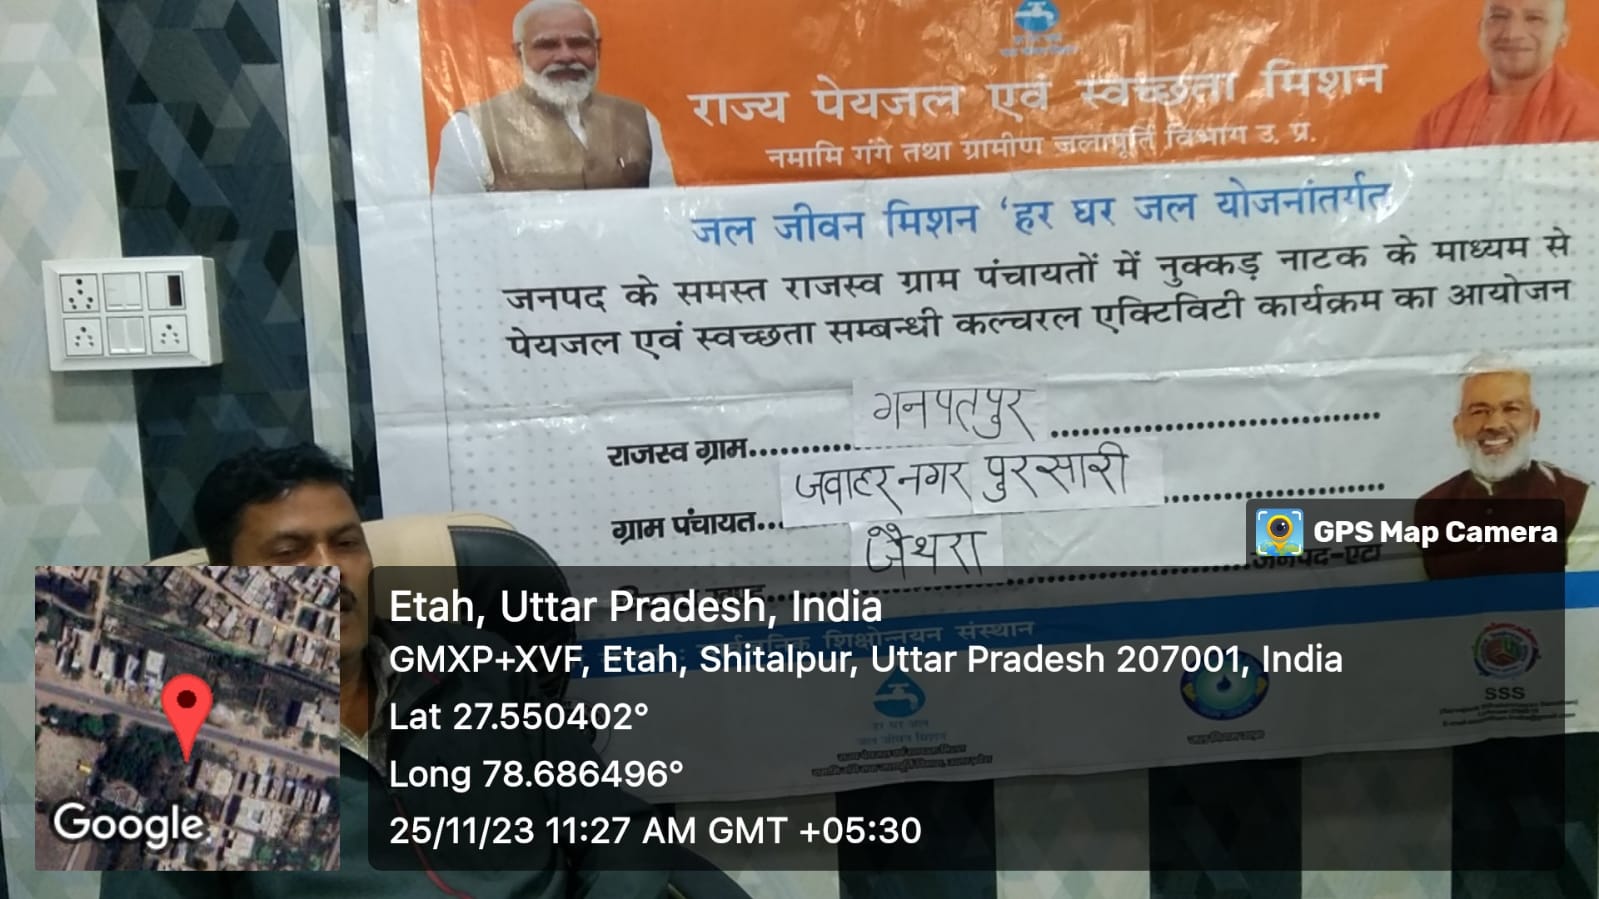 राज्य पेयजल एवं स्वच्छता मिशन
नमामि गंगे तथा ग्रामीण जलापूर्ति विभाग उ. प्र.
जल जीवन मिशन ‘हर घर जल योजनांतर्गत
जनपद के समस्त राजस्व ग्राम पंचायतों में नुक्कड़ नाटक के माध्यम से
पेयजल एवं स्वच्छता सम्बन्धी कल्चरल एक्टिविटी कार्यक्रम का आयोजन
राजस्व ग्राम.......... गनपतपुर ..............................
ग्राम पंचायत... जवाहर नगर पुरसारी ....................
जैथरा ....................जनपद-एटा
शिक्षोन्नयन संस्थान
हर घर जल
जल जीवन मिशन
SSS
GPS Map Camera
Etah, Uttar Pradesh, India
GMXP+XVF, Etah, Shitalpur, Uttar Pradesh 207001, India
Lat 27.550402°
Long 78.686496°
25/11/23 11:27 AM GMT +05:30
Google